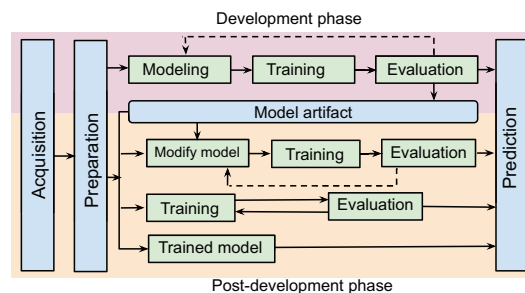 Development phase
Acquisition
Preparation
Modeling
Training
Evaluation
Prediction
Model artifact
Modify model
Training
Evaluation
Training
Evaluation
Trained model
Post-development phase